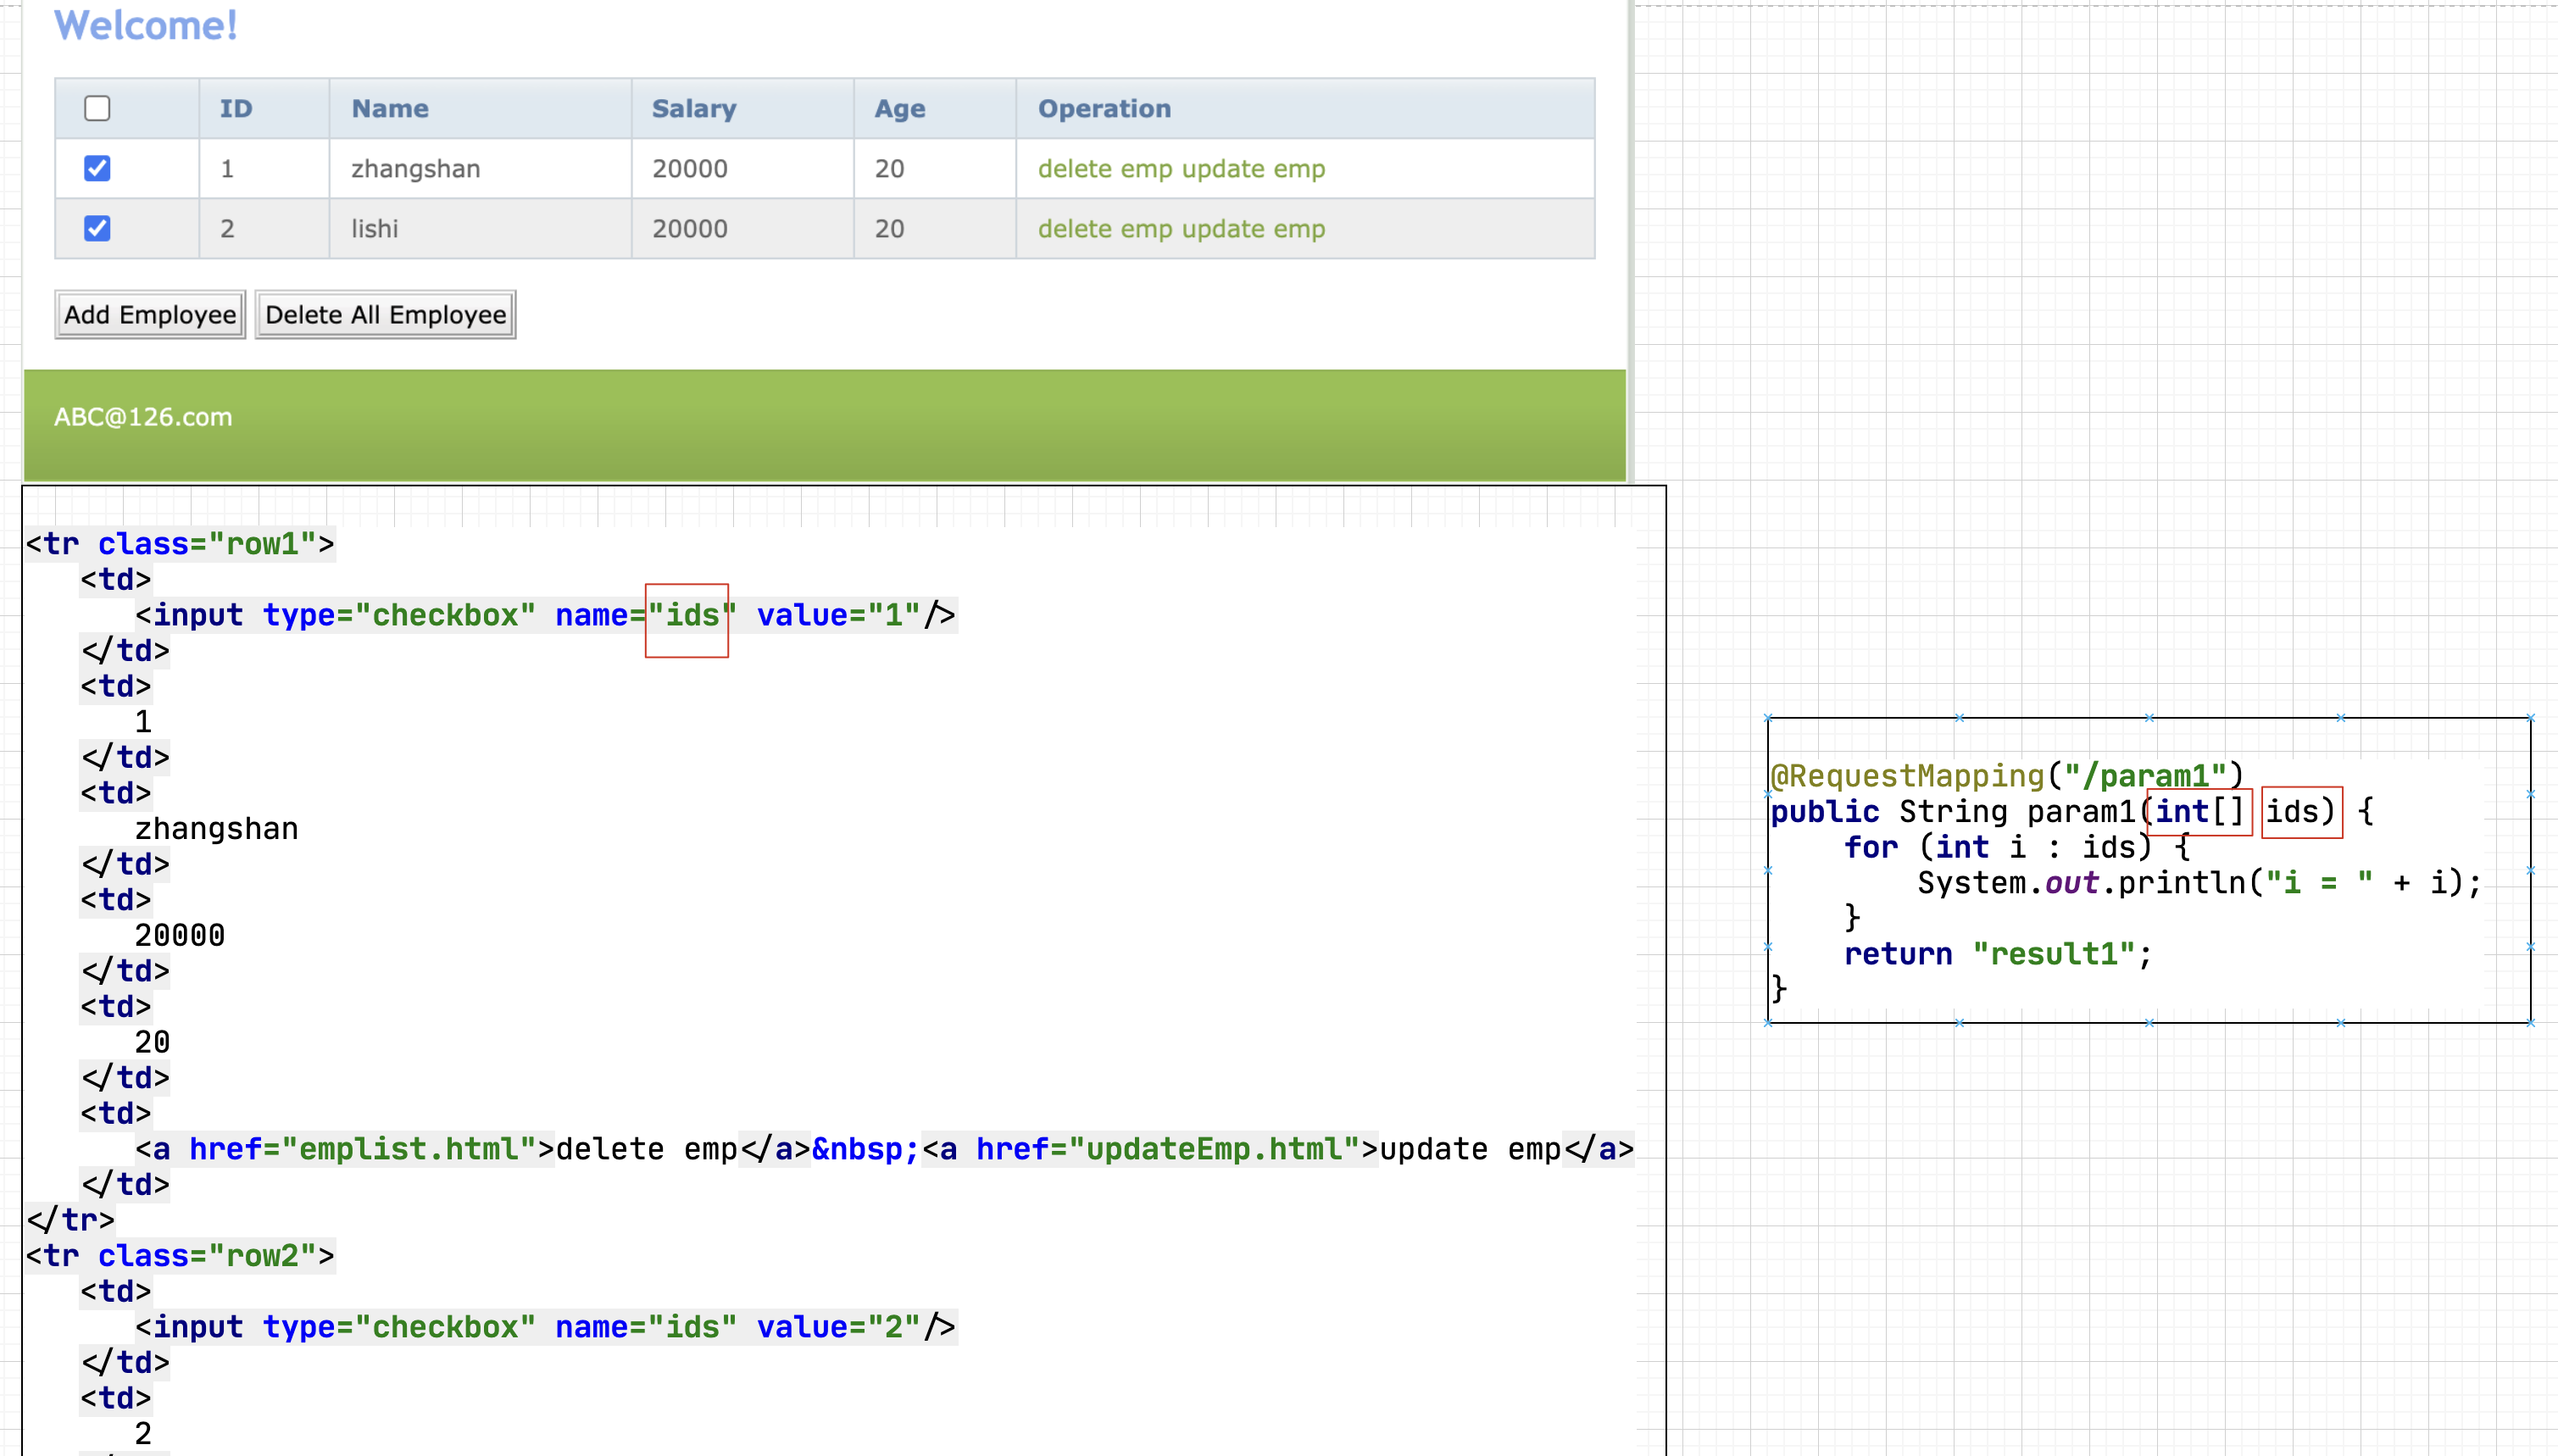 Welcome!
ID Name Salary Age Operation
1 zhangshan 20000 20 delete emp update emp
2 lishi 20000 20 delete emp update emp
Add Employee Delete All Employee
ABC@126.com
<tr class="row1">
    <td>
        <input type="checkbox" name="ids" value="1"/>
    </td>
    <td>
        1
    </td>
    <td>
        zhangshan
    </td>
    <td>
        20000
    </td>
    <td>
        20
    </td>
    <td>
        <a href="emplist.html">delete emp</a>&nbsp;<a href="updateEmp.html">update emp</a>
    </td>
</tr>
<tr class="row2">
    <td>
        <input type="checkbox" name="ids" value="2"/>
    </td>
    <td>
        2
@RequestMapping("/param1")
public String param1(int[] ids) {
    for (int i : ids) {
        System.out.println("i = " + i);
    }
    return "result1";
}